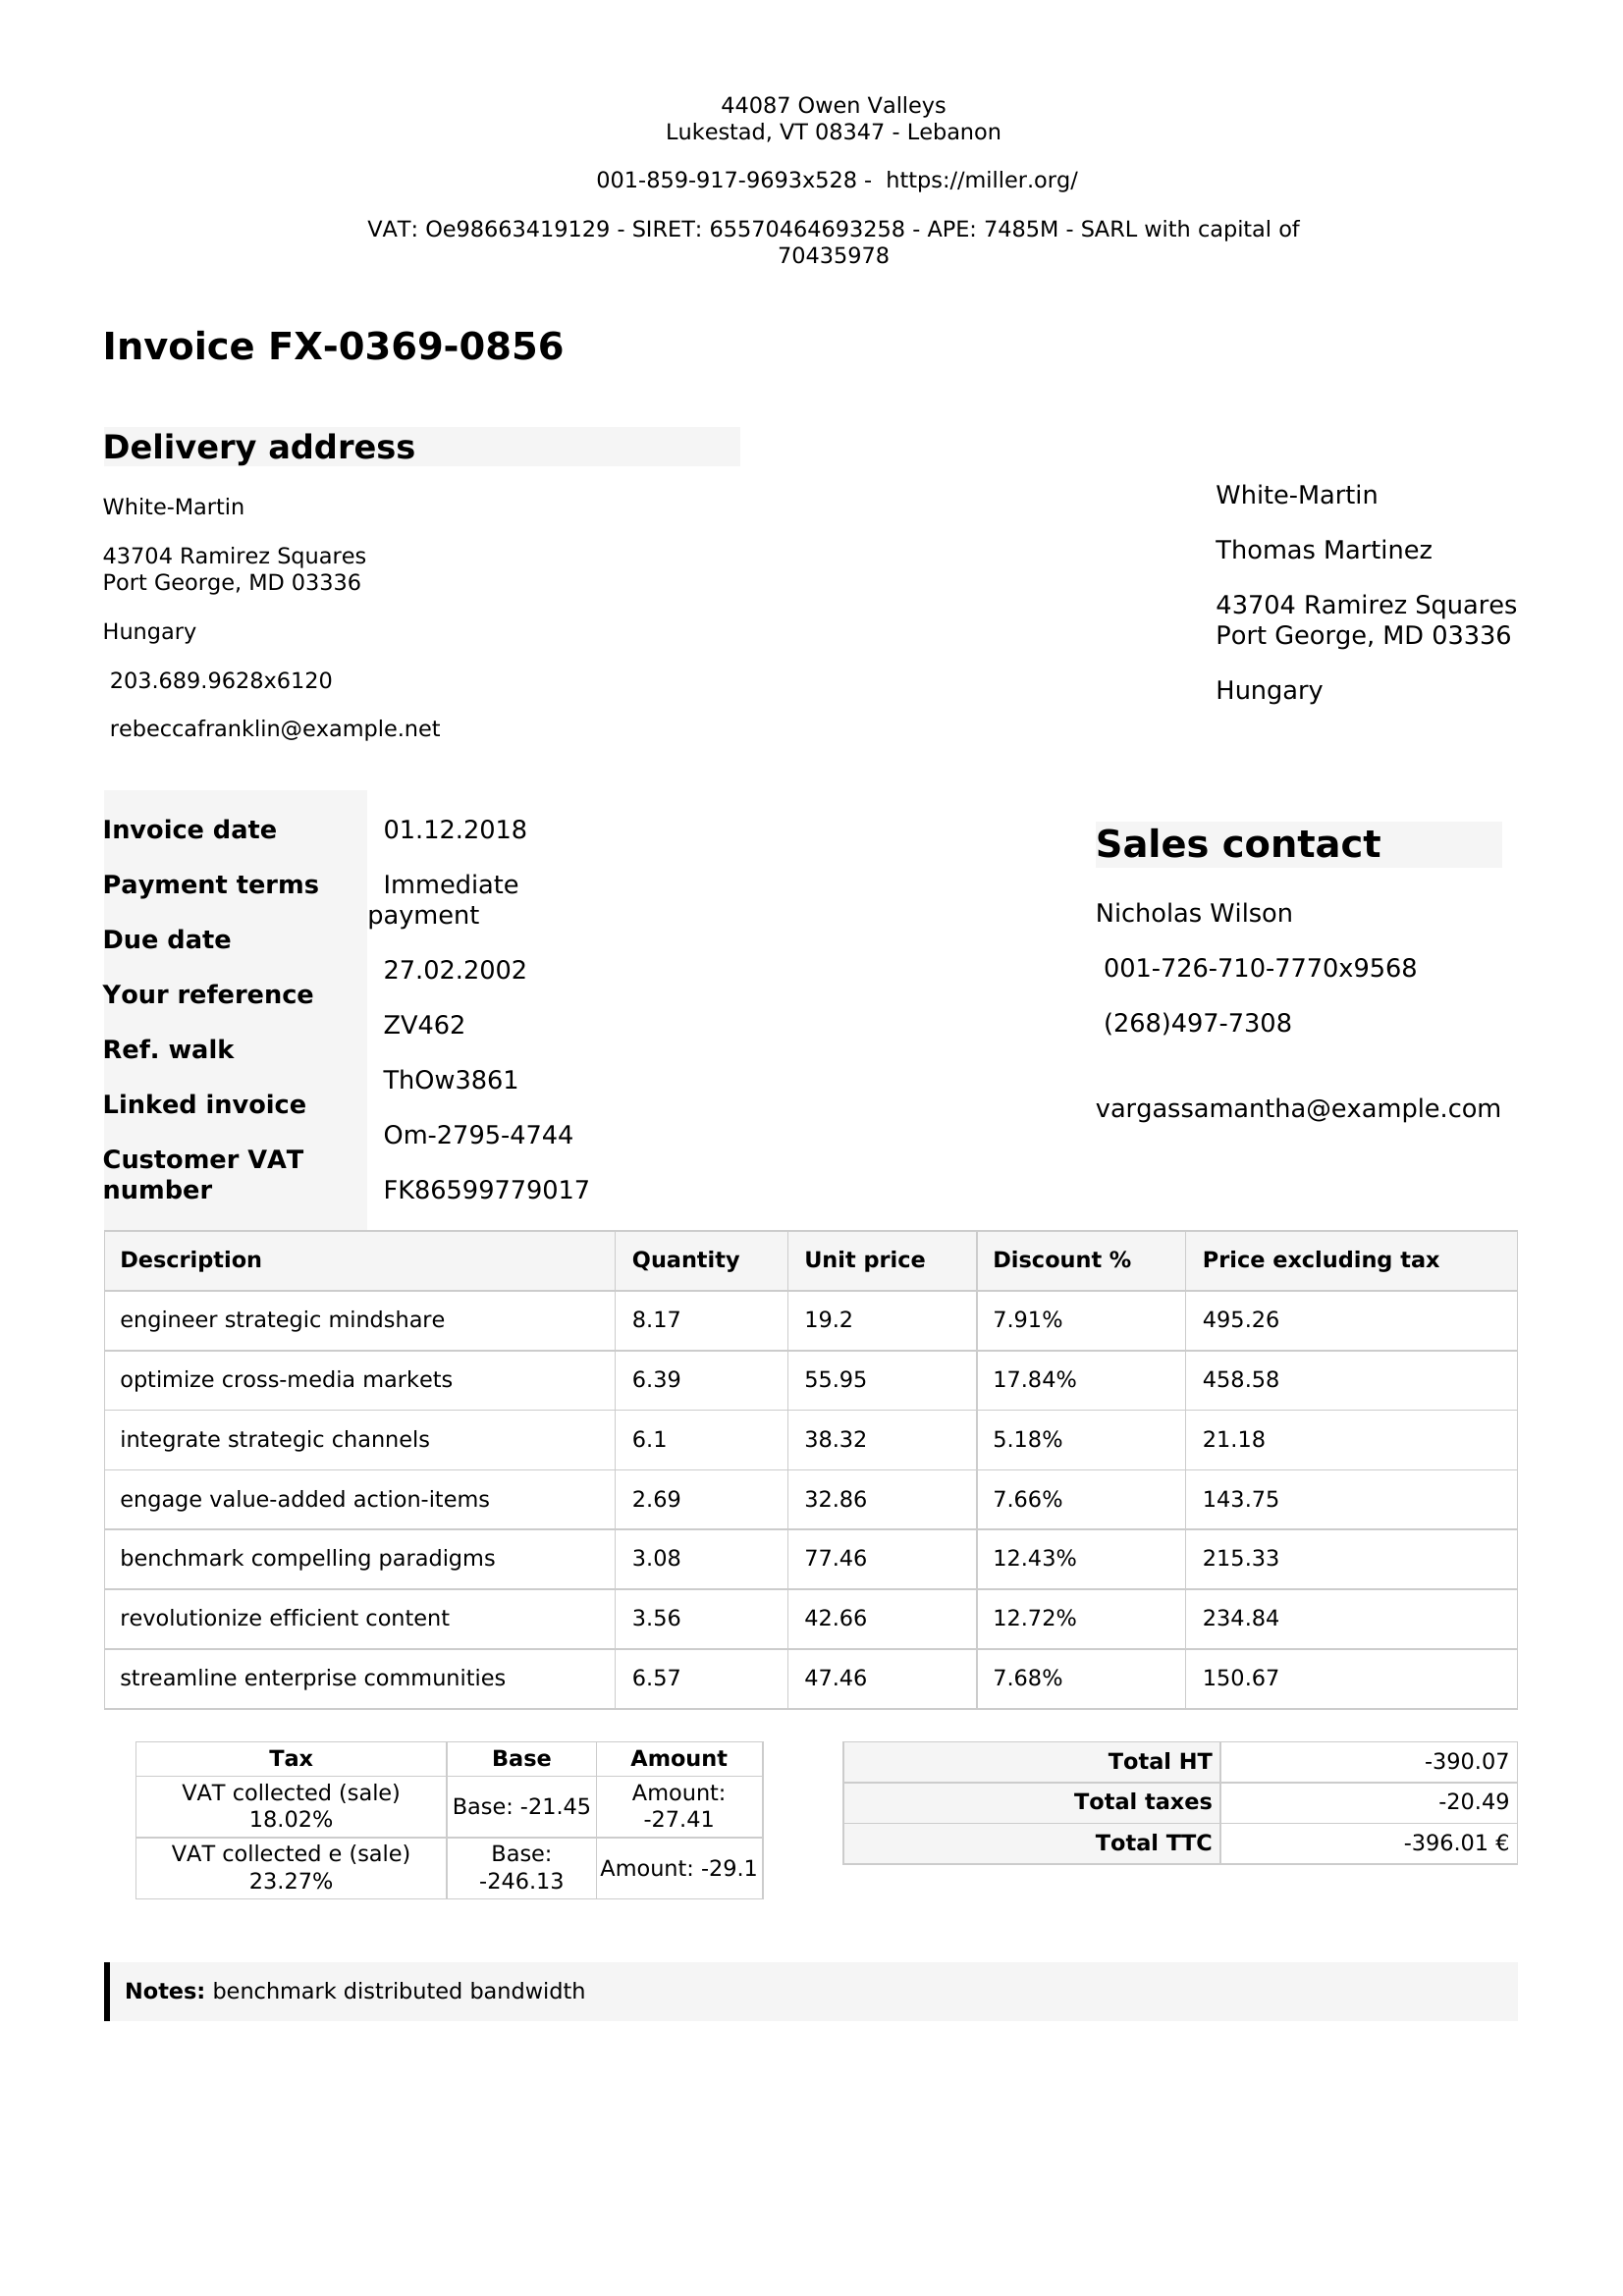 44087 Owen Valleys
Lukestad, VT 08347 - Lebanon
001-859-917-9693x528 - https://miller.org/
VAT: Oe98663419129 - SIRET: 65570464693258 - APE: 7485M - SARL with capital of
70435978
Invoice FX-0369-0856
Delivery address
White-Martin
43704 Ramirez Squares
Port George, MD 03336
Hungary
203.689.9628x6120
rebeccafranklin@example.net
White-Martin
Thomas Martinez
43704 Ramirez Squares
Port George, MD 03336
Hungary
Invoice date 01.12.2018
Payment terms Immediate
payment
Due date 27.02.2002
Your reference ZV462
Ref. walk ThOw3861
Linked invoice Om-2795-4744
Customer VAT
number FK86599779017
Sales contact
Nicholas Wilson
001-726-710-7770x9568
(268)497-7308
vargassamantha@example.com
Description Quantity Unit price Discount % Price excluding tax
engineer strategic mindshare 8.17 19.2 7.91% 495.26
optimize cross-media markets 6.39 55.95 17.84% 458.58
integrate strategic channels 6.1 38.32 5.18% 21.18
engage value-added action-items 2.69 32.86 7.66% 143.75
benchmark compelling paradigms 3.08 77.46 12.43% 215.33
revolutionize efficient content 3.56 42.66 12.72% 234.84
streamline enterprise communities 6.57 47.46 7.68% 150.67
Tax Base Amount
VAT collected (sale)
18.02% Base: -21.45 Amount:
-27.41
VAT collected e (sale)
23.27% Base:
-246.13 Amount: -29.1
Total HT -390.07
Total taxes -20.49
Total TTC -396.01 €
Notes: benchmark distributed bandwidth